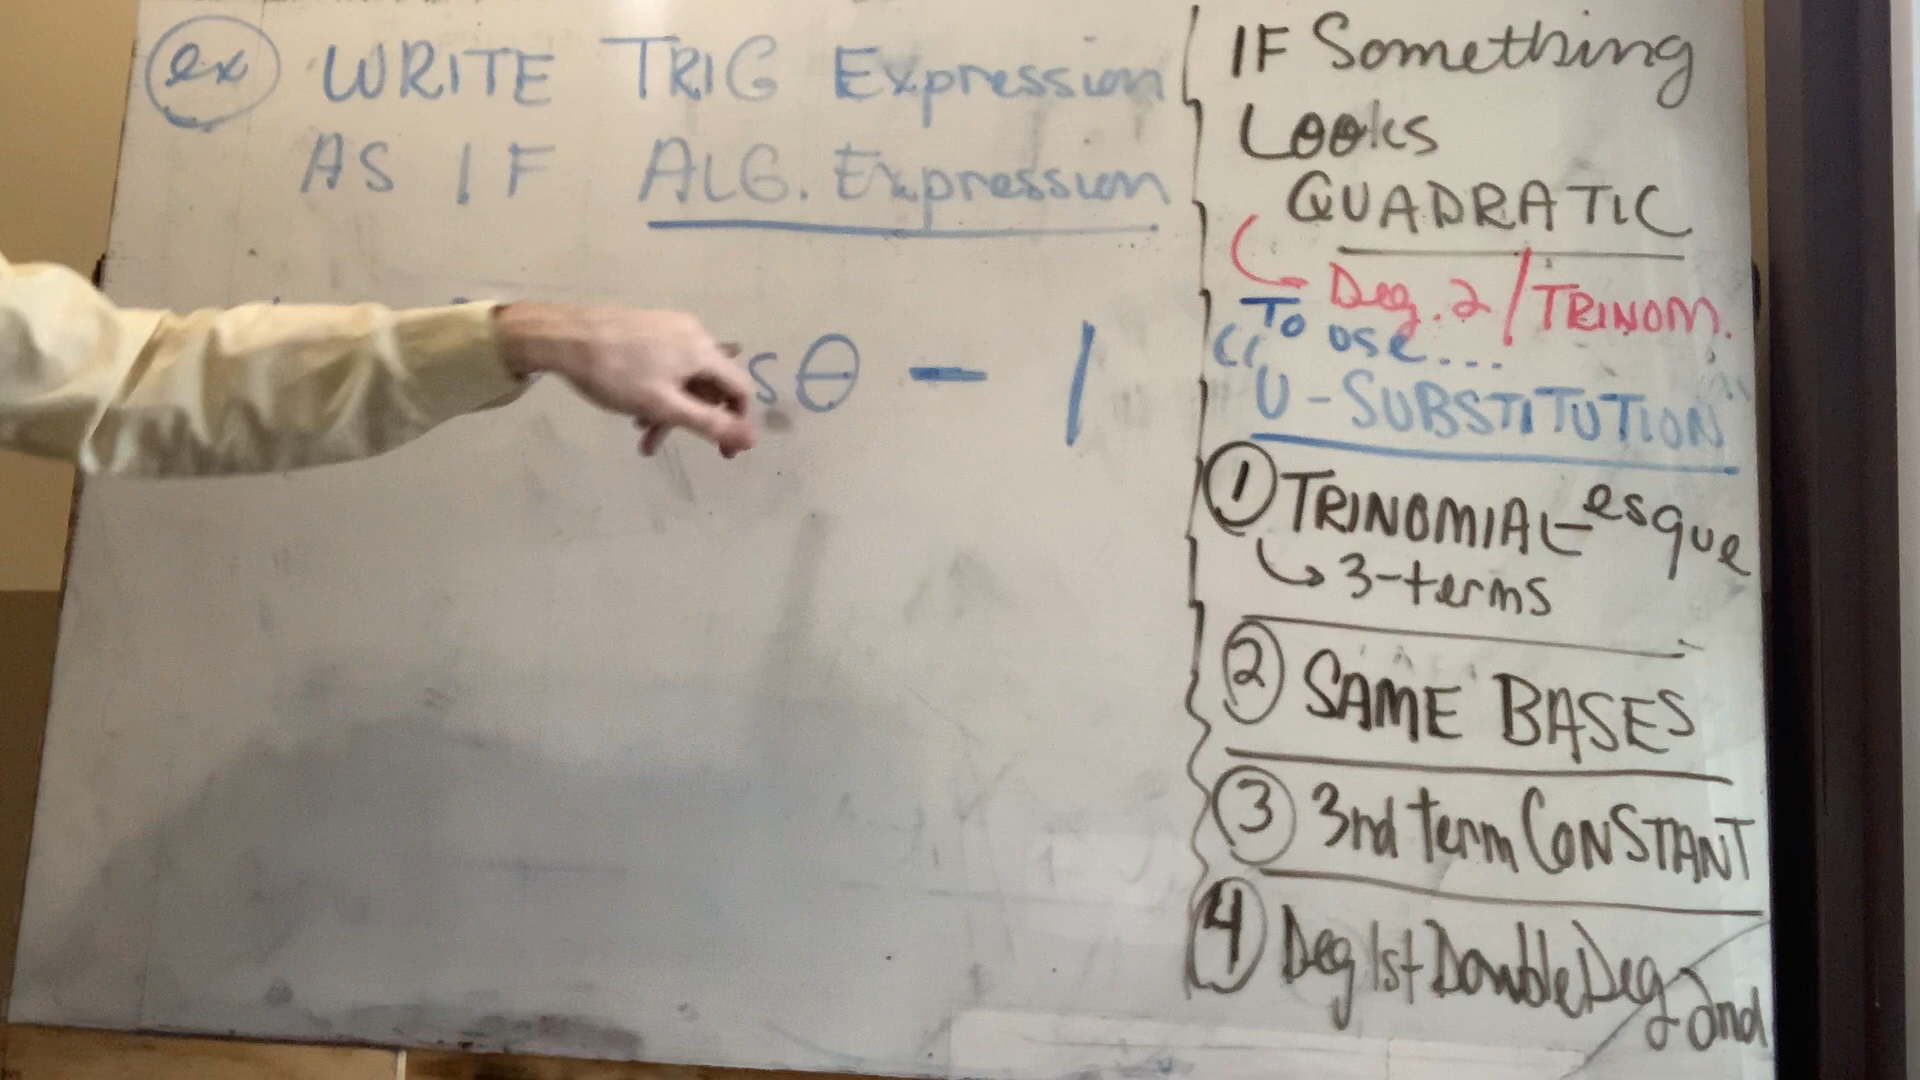 ex WRITE TRIG Expression
AS IF ALG. Expression
sθ - 1
IF Something
Looks
QUADRATIC
Deg. 2 / TRINOM.
To use...
"U-SUBSTITUTION"
1 TRINOMIAL-esque
3-terms
2 SAME BASES
3 3rd term CONSTANT
4 Deg 1st Double Deg 2nd